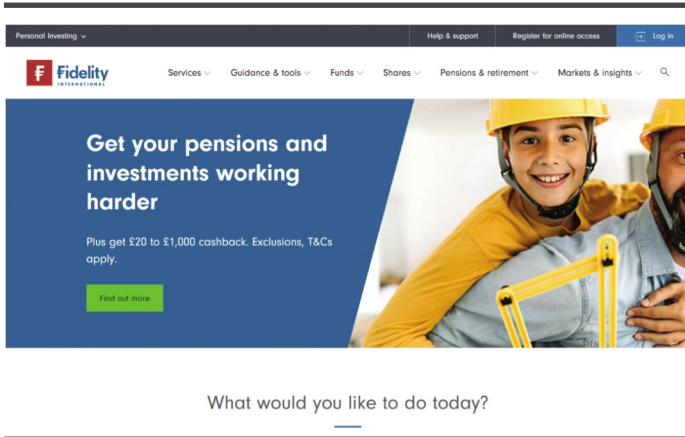 Personal Investing
Help & support
Register for online access
Log in
Fidelity
INTERNATIONAL
Services
Guidance & tools
Funds
Shares
Pensions & retirement
Markets & insights
Get your pensions and
investments working
harder
Plus get £20 to £1,000 cashback. Exclusions, T&Cs
apply.
Find out more
What would you like to do today?